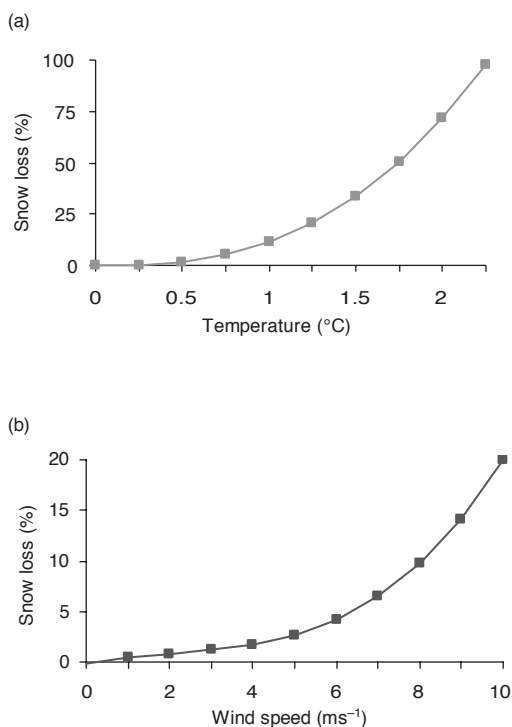 (a)
100
75
50
25
0
Snow loss (%)
0 0.5 1 1.5 2
Temperature (°C)
(b)
20
15
10
5
0
Snow loss (%)
0 2 4 6 8 10
Wind speed (ms⁻¹)